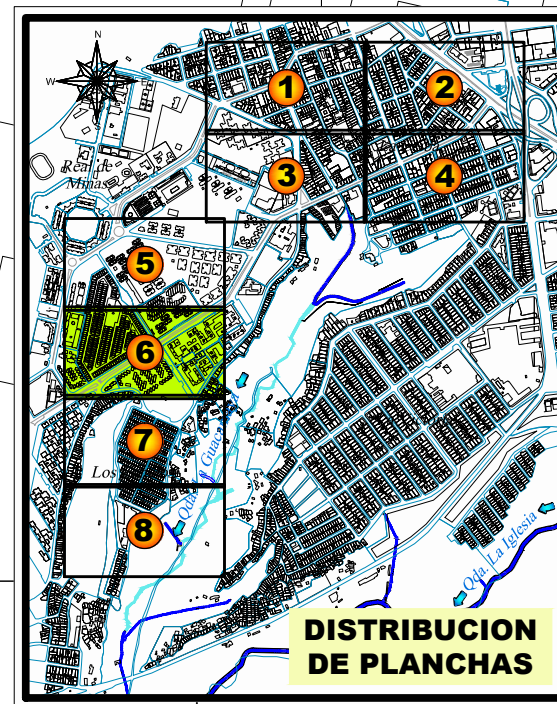 N
W
1
2
3
4
Real de
Minas
5
6
7
Los
8
Qda. La Iglesia
DISTRIBUCION
DE PLANCHAS